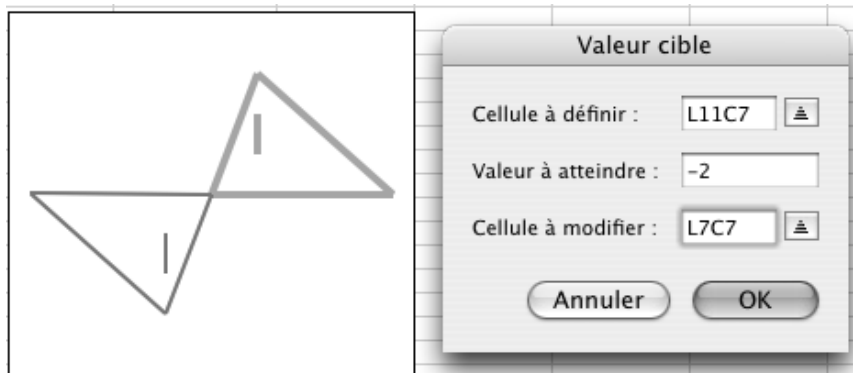 Valeur cible
Cellule à définir : L11C7
Valeur à atteindre : -2
Cellule à modifier : L7C7
Annuler OK